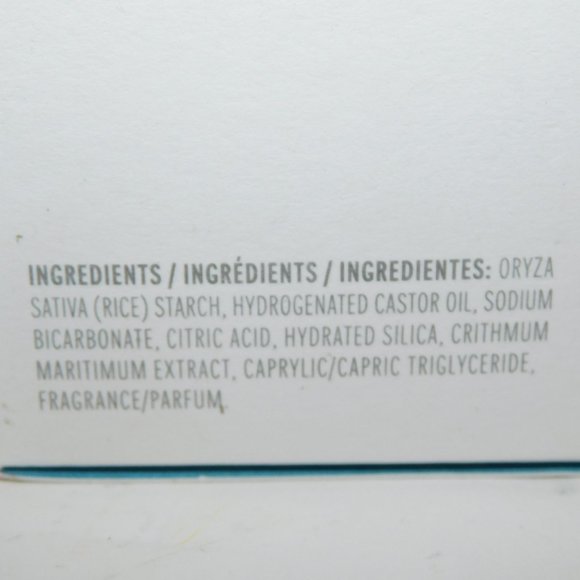 INGREDIENTS / INGRÉDIENTS / INGREDIENTES: ORYZA
SATIVA (RICE) STARCH, HYDROGENATED CASTOR OIL, SODIUM
BICARBONATE, CITRIC ACID, HYDRATED SILICA, CRITHMUM
MARITIMUM EXTRACT, CAPRYLIC/CAPRIC TRIGLYCERIDE,
FRAGRANCE/PARFUM.